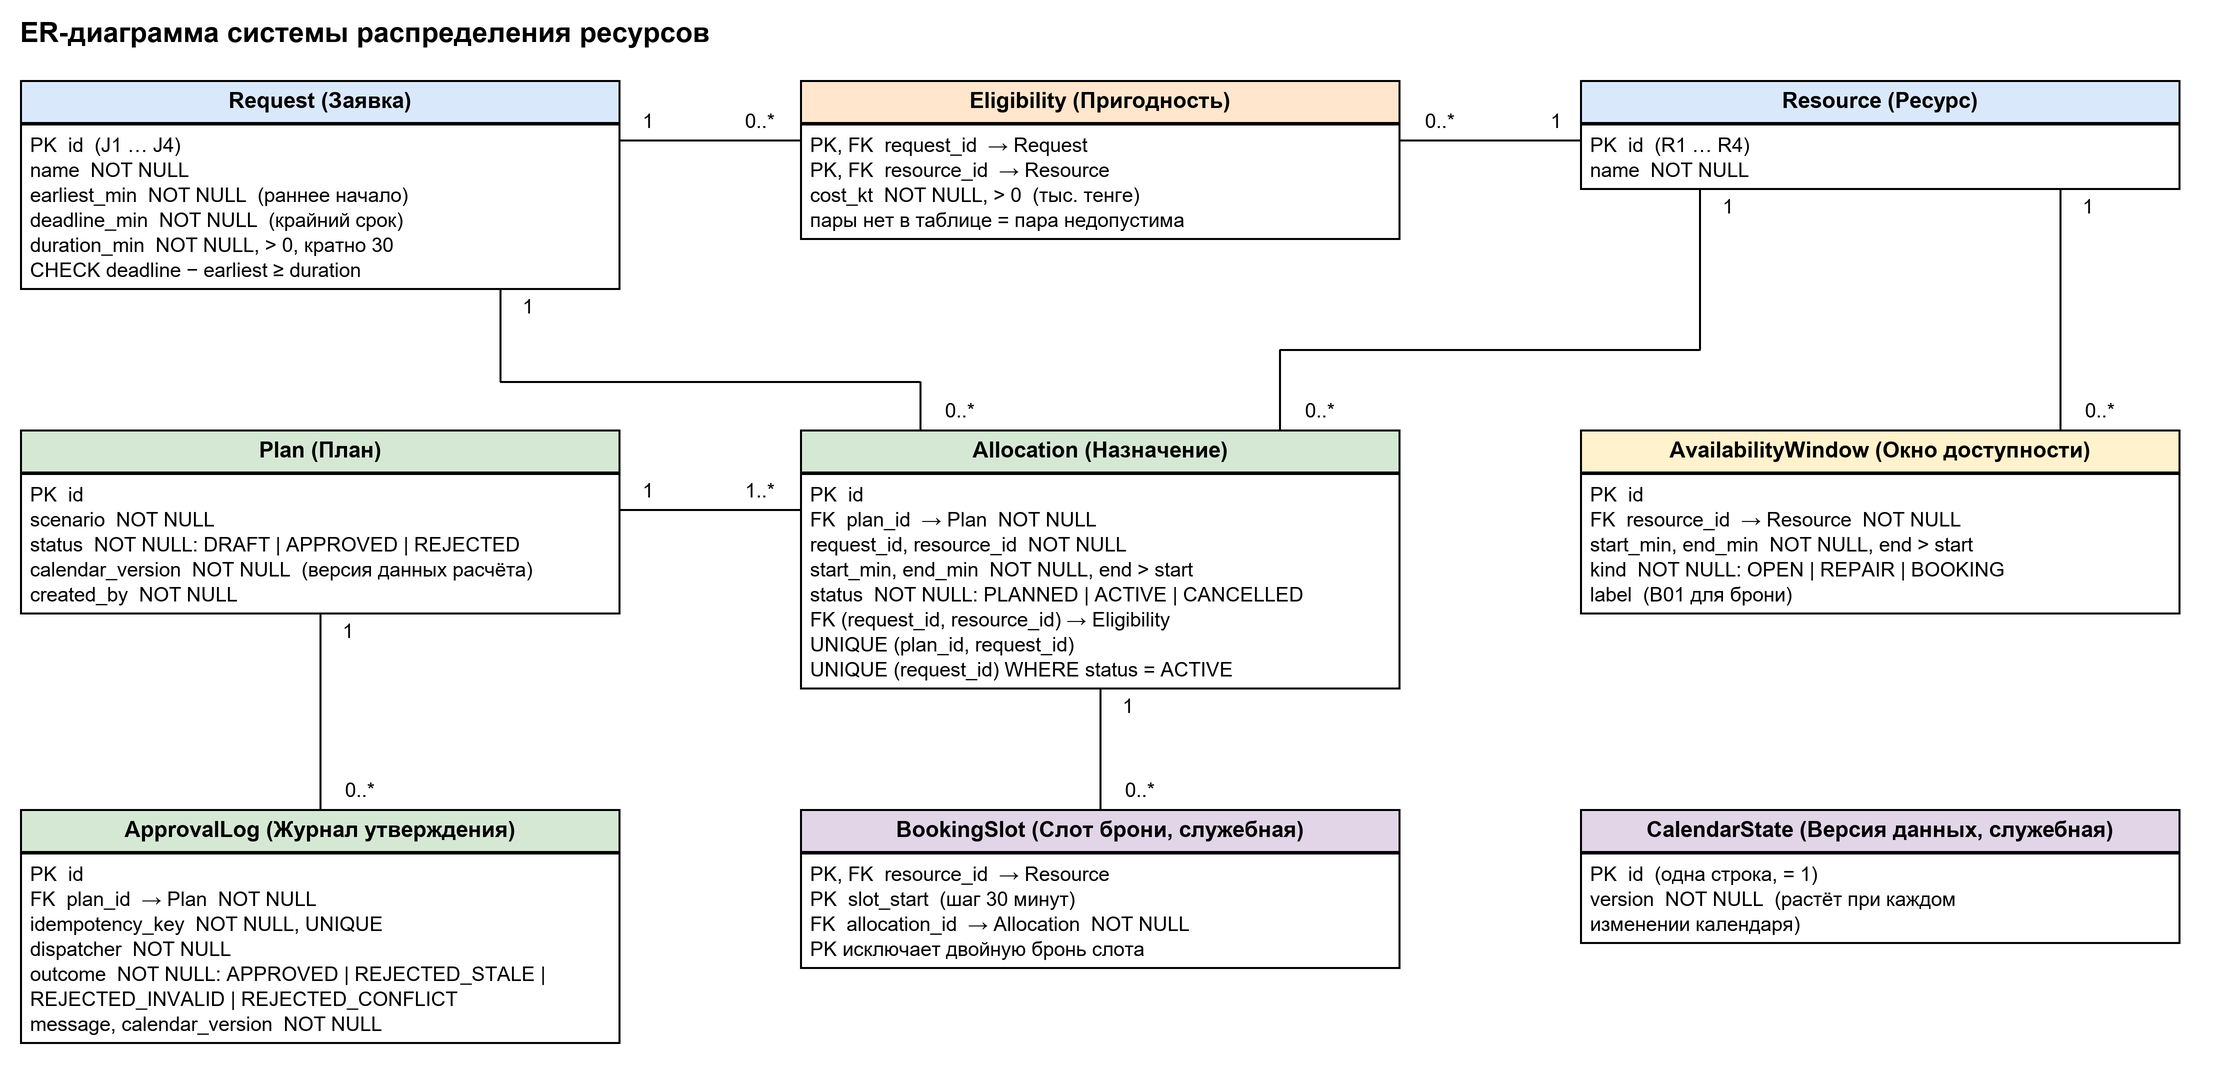 ER-диаграмма системы распределения ресурсов
Request (Заявка)
PK  id  (J1 … J4)
name  NOT NULL
earliest_min  NOT NULL  (раннее начало)
deadline_min  NOT NULL  (крайний срок)
duration_min  NOT NULL, > 0, кратно 30
CHECK deadline − earliest ≥ duration
1
0..*
Eligibility (Пригодность)
PK, FK  request_id  → Request
PK, FK  resource_id  → Resource
cost_kt  NOT NULL, > 0  (тыс. тенге)
пары нет в таблице = пара недопустима
0..*
1
Resource (Ресурс)
PK  id  (R1 … R4)
name  NOT NULL
1
1
1
0..*
0..*
0..*
Plan (План)
PK  id
scenario  NOT NULL
status  NOT NULL: DRAFT | APPROVED | REJECTED
calendar_version  NOT NULL  (версия данных расчёта)
created_by  NOT NULL
1
1..*
Allocation (Назначение)
PK  id
FK  plan_id  → Plan  NOT NULL
request_id, resource_id  NOT NULL
start_min, end_min  NOT NULL, end > start
status  NOT NULL: PLANNED | ACTIVE | CANCELLED
FK (request_id, resource_id) → Eligibility
UNIQUE (plan_id, request_id)
UNIQUE (request_id) WHERE status = ACTIVE
AvailabilityWindow (Окно доступности)
PK  id
FK  resource_id  → Resource  NOT NULL
start_min, end_min  NOT NULL, end > start
kind  NOT NULL: OPEN | REPAIR | BOOKING
label  (B01 для брони)
1
1
0..*
0..*
ApprovalLog (Журнал утверждения)
PK  id
FK  plan_id  → Plan  NOT NULL
idempotency_key  NOT NULL, UNIQUE
dispatcher  NOT NULL
outcome  NOT NULL: APPROVED | REJECTED_STALE |
REJECTED_INVALID | REJECTED_CONFLICT
message, calendar_version  NOT NULL
BookingSlot (Слот брони, служебная)
PK, FK  resource_id  → Resource
PK  slot_start  (шаг 30 минут)
FK  allocation_id  → Allocation  NOT NULL
PK исключает двойную бронь слота
CalendarState (Версия данных, служебная)
PK  id  (одна строка, = 1)
version  NOT NULL  (растёт при каждом
изменении календаря)